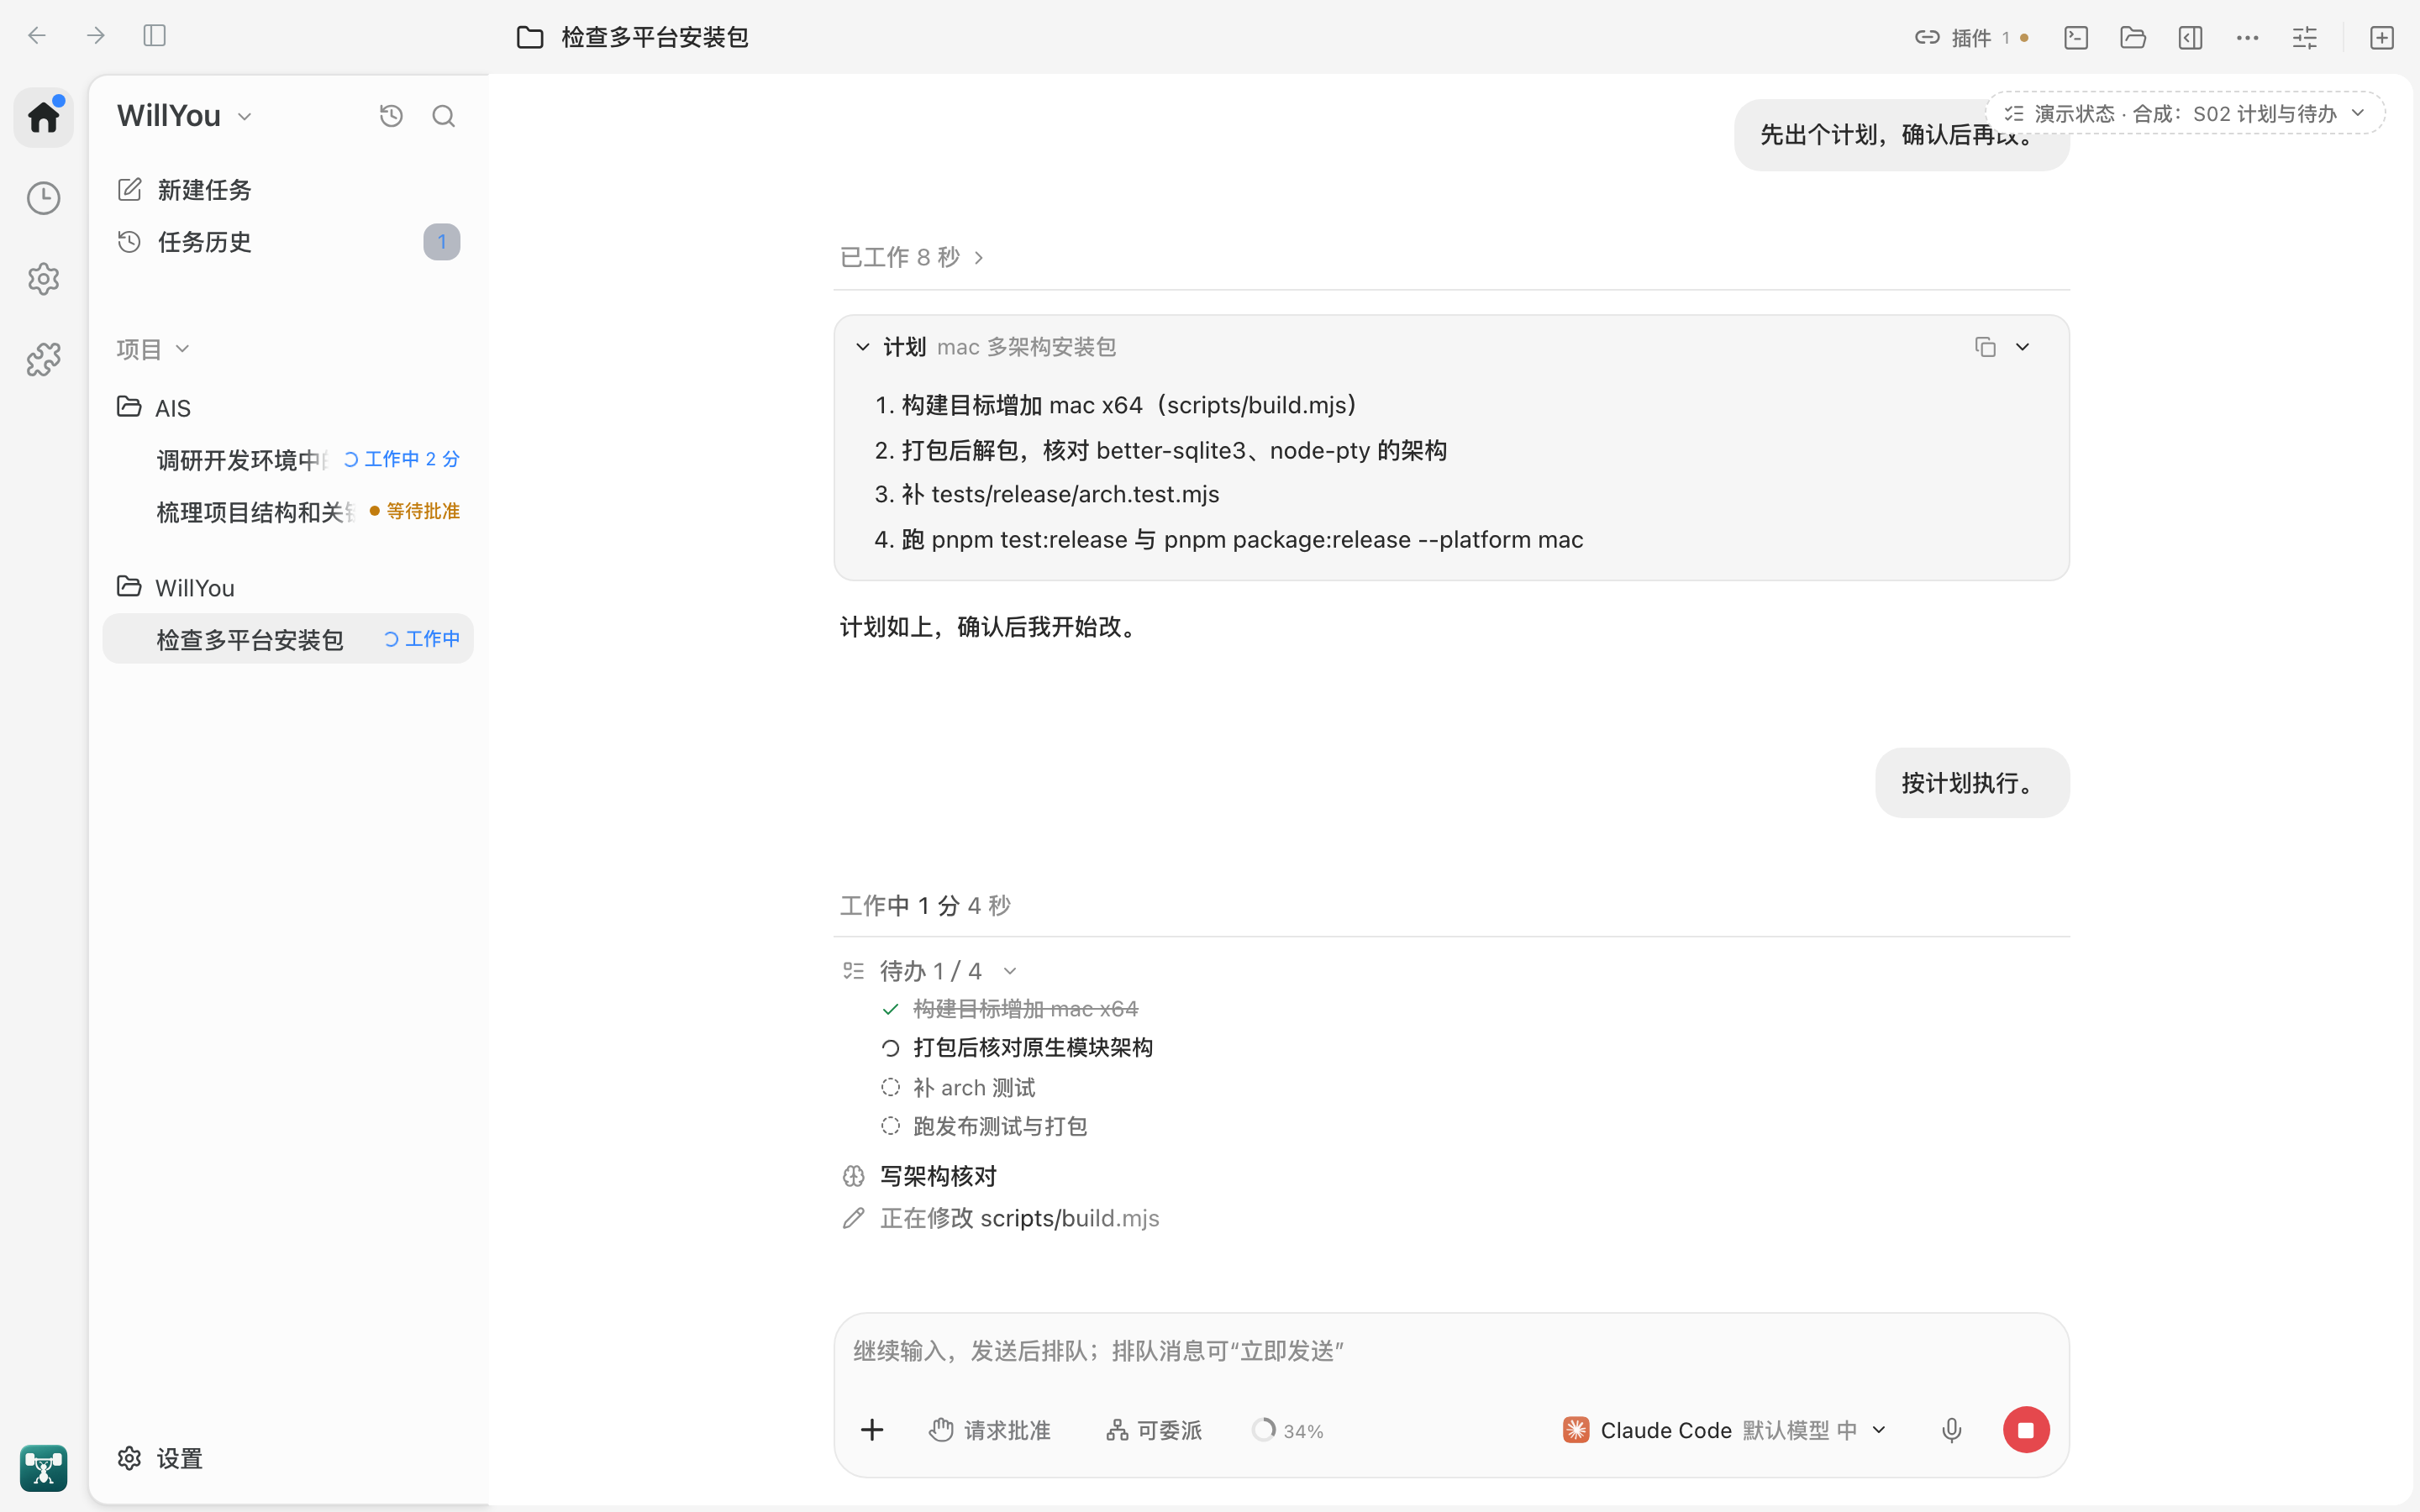 检查多平台安装包
插件 1
WillYou
演示状态 · 合成：S02 计划与待办
先出个计划，确认后再改。
新建任务
任务历史 1
项目
AIS
调研开发环境中 工作中 2 分
梳理项目结构和关 等待批准
WillYou
检查多平台安装包 工作中
设置
已工作 8 秒
计划 mac 多架构安装包
1. 构建目标增加 mac x64（scripts/build.mjs）
2. 打包后解包，核对 better-sqlite3、node-pty 的架构
3. 补 tests/release/arch.test.mjs
4. 跑 pnpm test:release 与 pnpm package:release --platform mac
计划如上，确认后我开始改。
按计划执行。
工作中 1 分 4 秒
待办 1 / 4
构建目标增加 mac x64
打包后核对原生模块架构
补 arch 测试
跑发布测试与打包
写架构核对
正在修改 scripts/build.mjs
继续输入，发送后排队；排队消息可“立即发送”
请求批准 可委派 34% Claude Code 默认模型 中